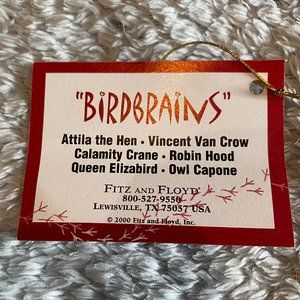 "BIRDBRAINS"
Attila the Hen • Vincent Van Crow
Calamity Crane • Robin Hood
Queen Elizabird • Owl Capone
FITZ AND FLOYD
800-527-9550
LEWISVILLE, TX 75057 USA
© 2000 Fitz and Floyd, Inc.